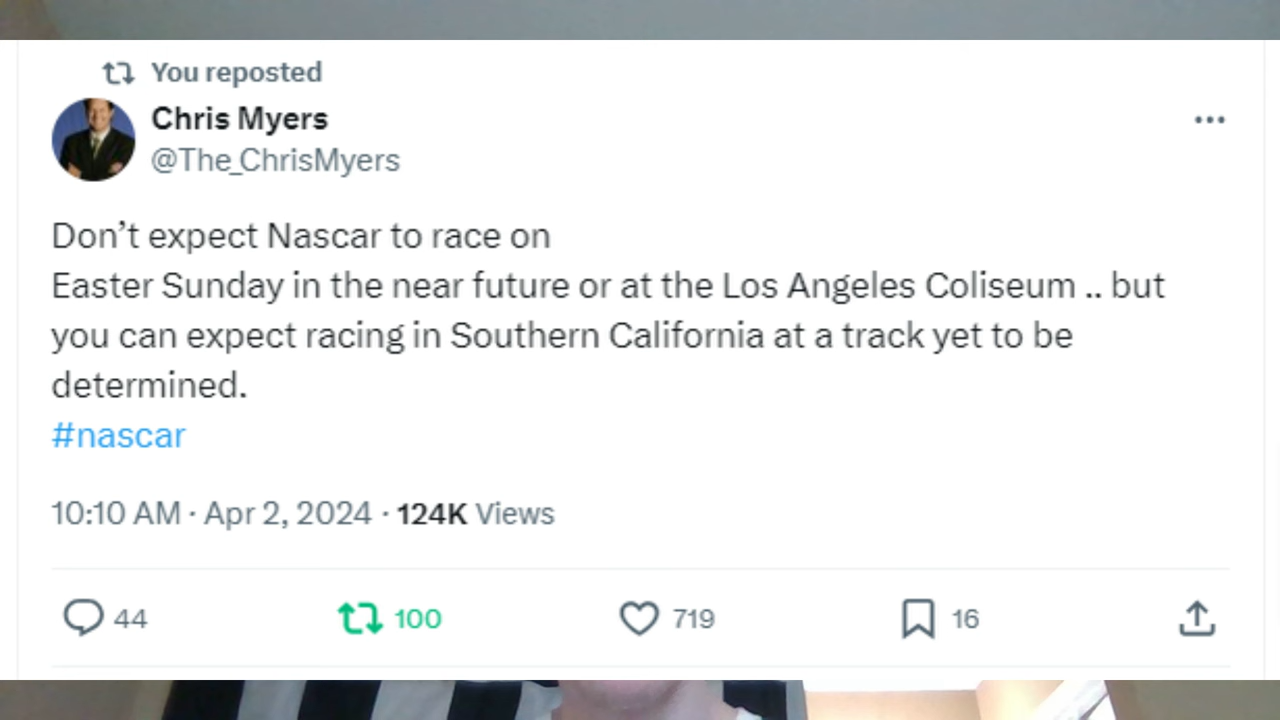 You reposted
Chris Myers
@The_ChrisMyers
Don’t expect Nascar to race on
Easter Sunday in the near future or at the Los Angeles Coliseum .. but
you can expect racing in Southern California at a track yet to be
determined.
#nascar
10:10 AM · Apr 2, 2024 · 124K Views
44 100 719 16